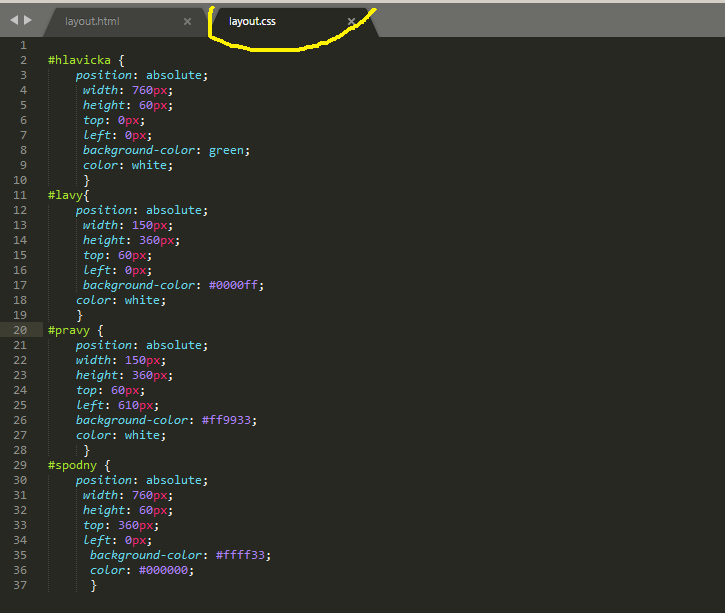 layout.html × layout.css ×
1
2 #hlavicka {
3 position: absolute;
4 width: 760px;
5 height: 60px;
6 top: 0px;
7 left: 0px;
8 background-color: green;
9 color: white;
10 }
11 #lavy{
12 position: absolute;
13 width: 150px;
14 height: 360px;
15 top: 60px;
16 left: 0px;
17 background-color: #0000ff;
18 color: white;
19 }
20 #pravy {
21 position: absolute;
22 width: 150px;
23 height: 360px;
24 top: 60px;
25 left: 610px;
26 background-color: #ff9933;
27 color: white;
28 }
29 #spodny {
30 position: absolute;
31 width: 760px;
32 height: 60px;
33 top: 360px;
34 left: 0px;
35 background-color: #ffff33;
36 color: #000000;
37 }